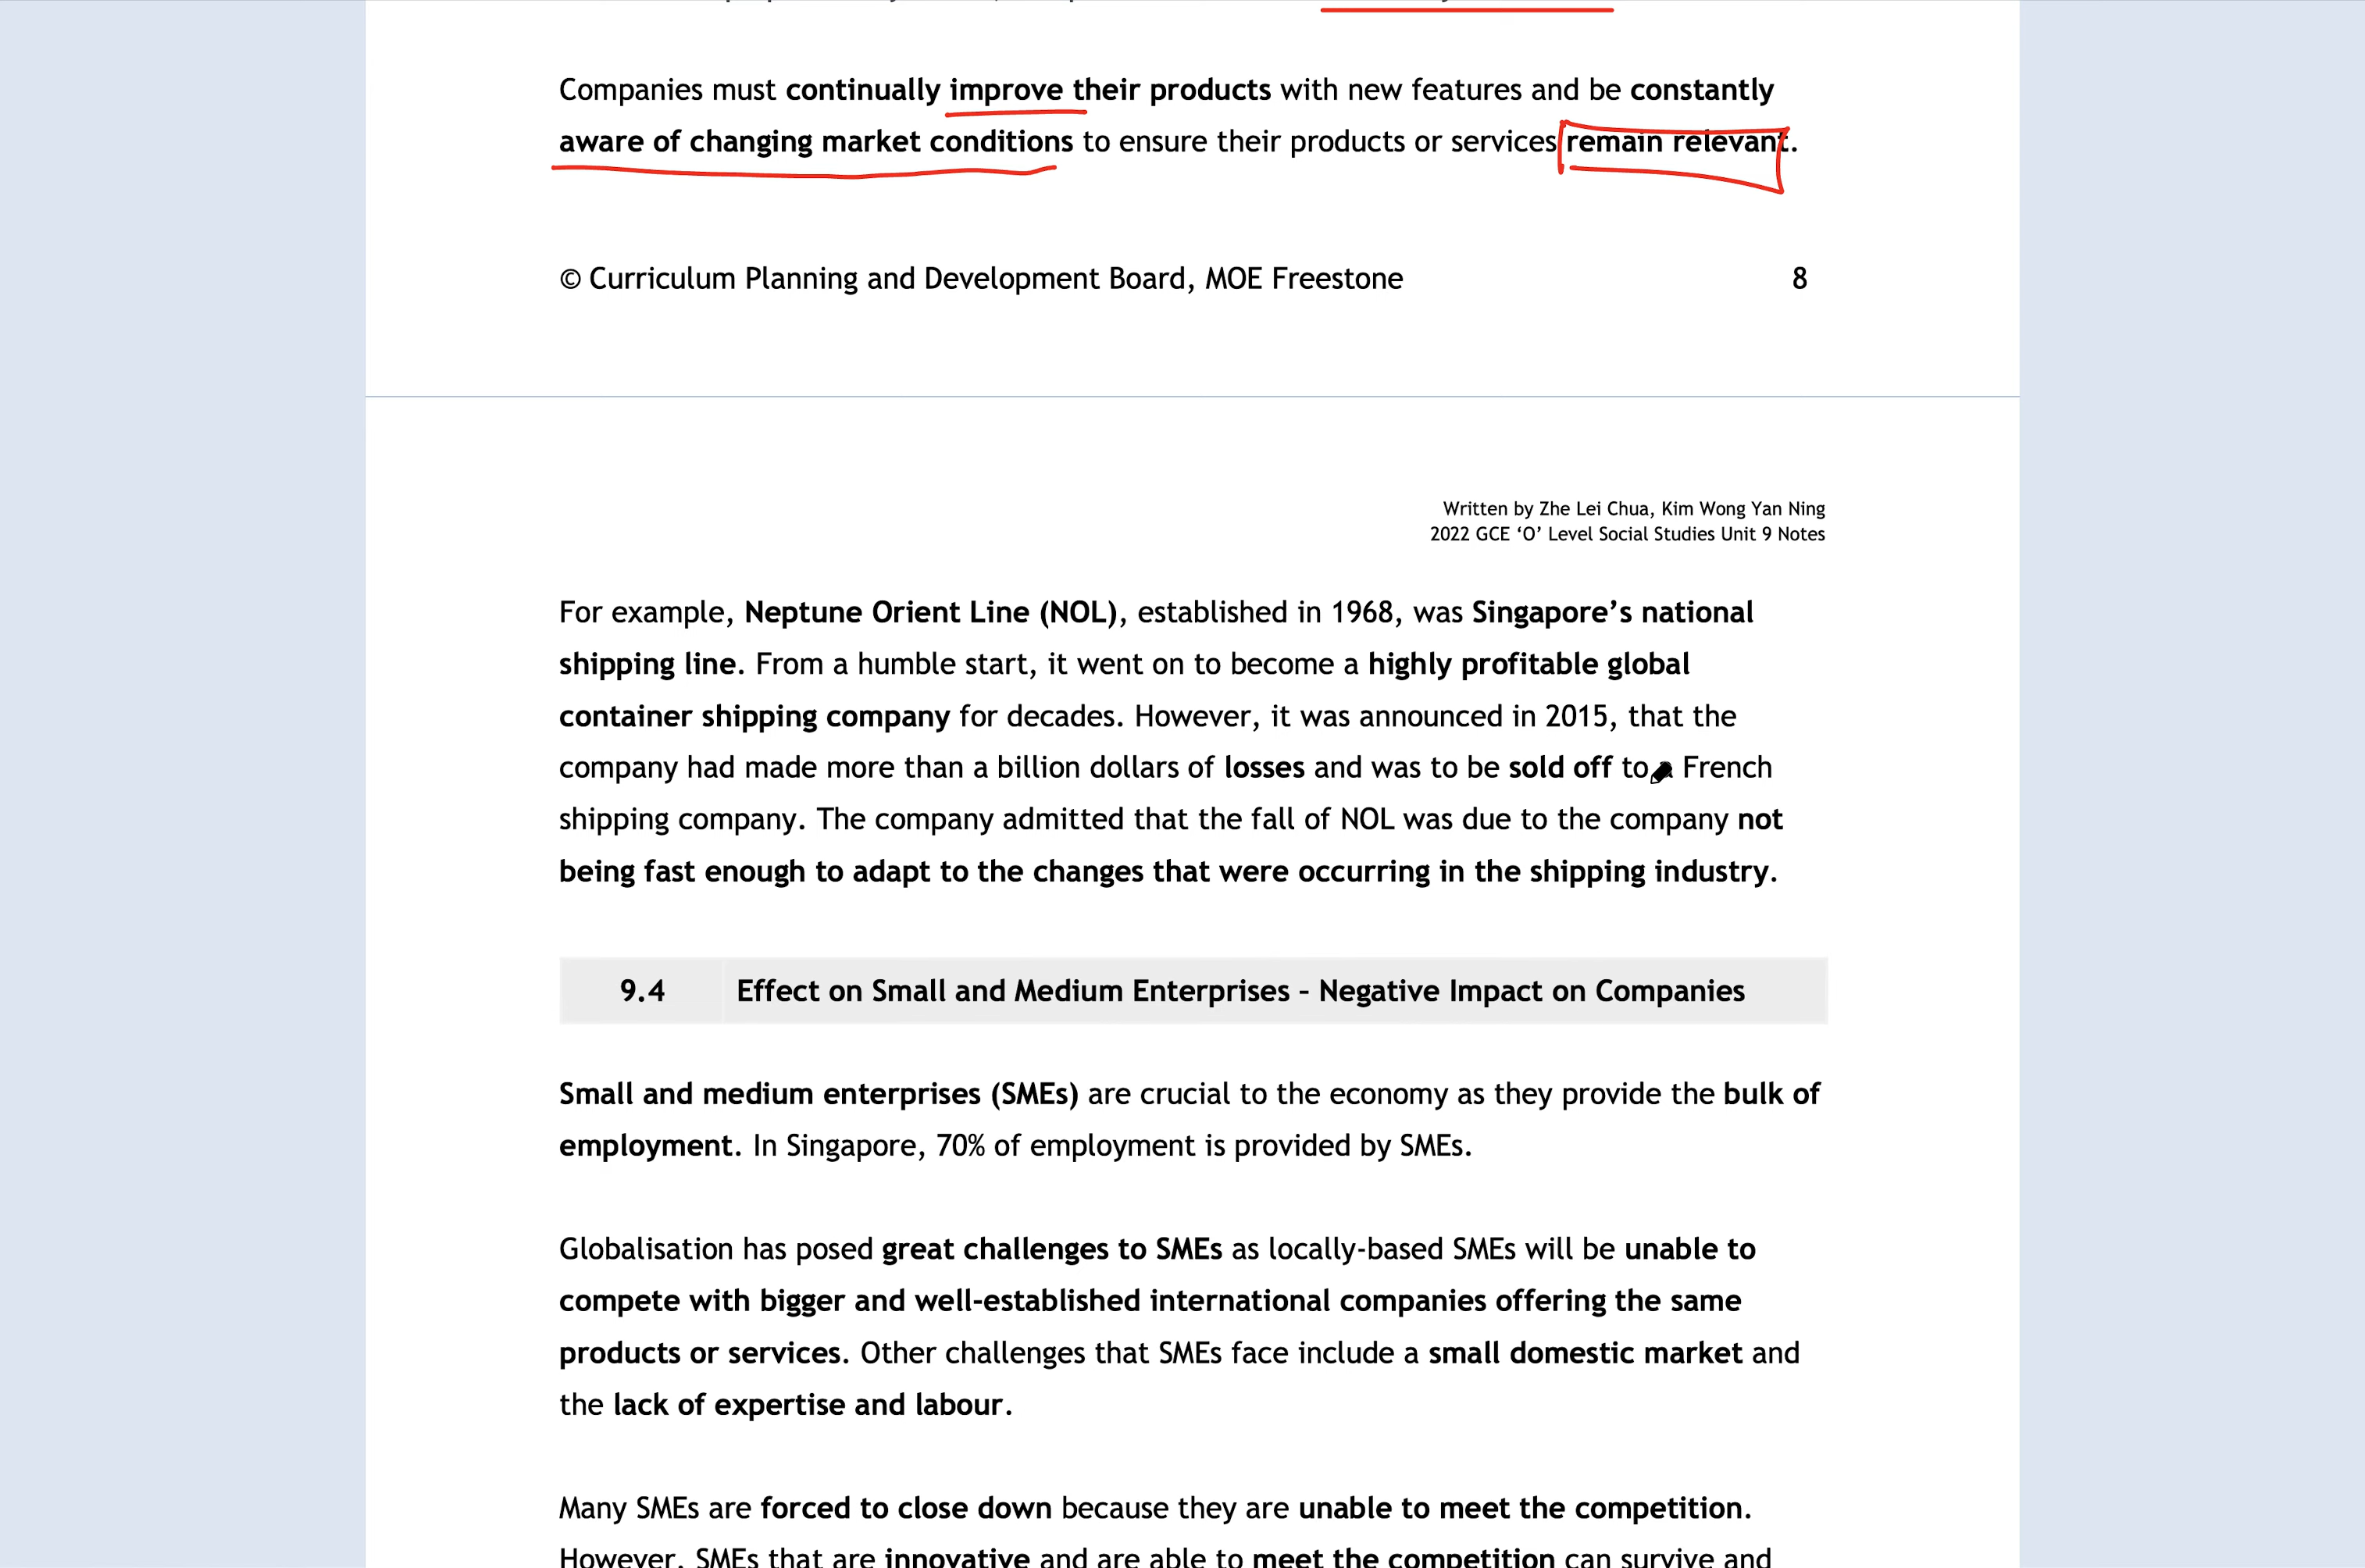 Companies must continually improve their products with new features and be constantly
aware of changing market conditions to ensure their products or services remain relevant.
© Curriculum Planning and Development Board, MOE Freestone 8
Written by Zhe Lei Chua, Kim Wong Yan Ning
2022 GCE ‘O’ Level Social Studies Unit 9 Notes
For example, Neptune Orient Line (NOL), established in 1968, was Singapore’s national
shipping line. From a humble start, it went on to become a highly profitable global
container shipping company for decades. However, it was announced in 2015, that the
company had made more than a billion dollars of losses and was to be sold off to French
shipping company. The company admitted that the fall of NOL was due to the company not
being fast enough to adapt to the changes that were occurring in the shipping industry.
9.4 Effect on Small and Medium Enterprises – Negative Impact on Companies
Small and medium enterprises (SMEs) are crucial to the economy as they provide the bulk of
employment. In Singapore, 70% of employment is provided by SMEs.
Globalisation has posed great challenges to SMEs as locally-based SMEs will be unable to
compete with bigger and well-established international companies offering the same
products or services. Other challenges that SMEs face include a small domestic market and
the lack of expertise and labour.
Many SMEs are forced to close down because they are unable to meet the competition.
However, SMEs that are innovative and are able to meet the competition can survive and